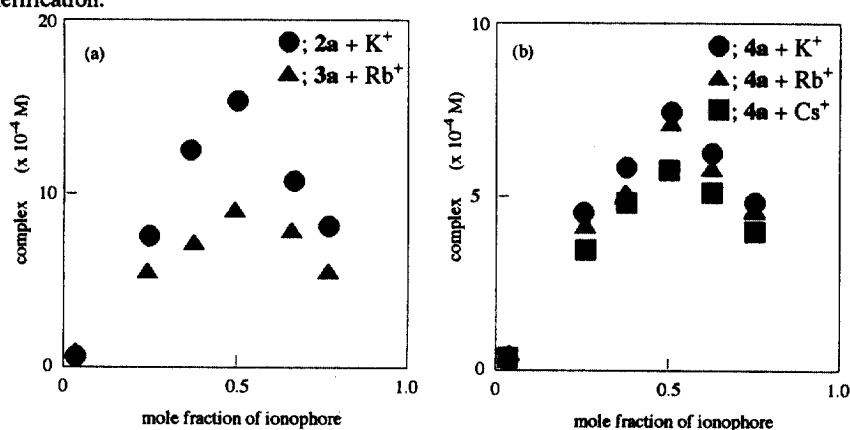 erification.
20
(a)
●; 2a + K⁺
▲; 3a + Rb⁺
10
0
complex (x 10⁻⁴ M)
0
0.5
1.0
mole fraction of ionophore
10
(b)
●; 4a + K⁺
▲; 4a + Rb⁺
■; 4a + Cs⁺
5
0
complex (x 10⁻⁴ M)
0
0.5
1.0
mole fraction of ionophore